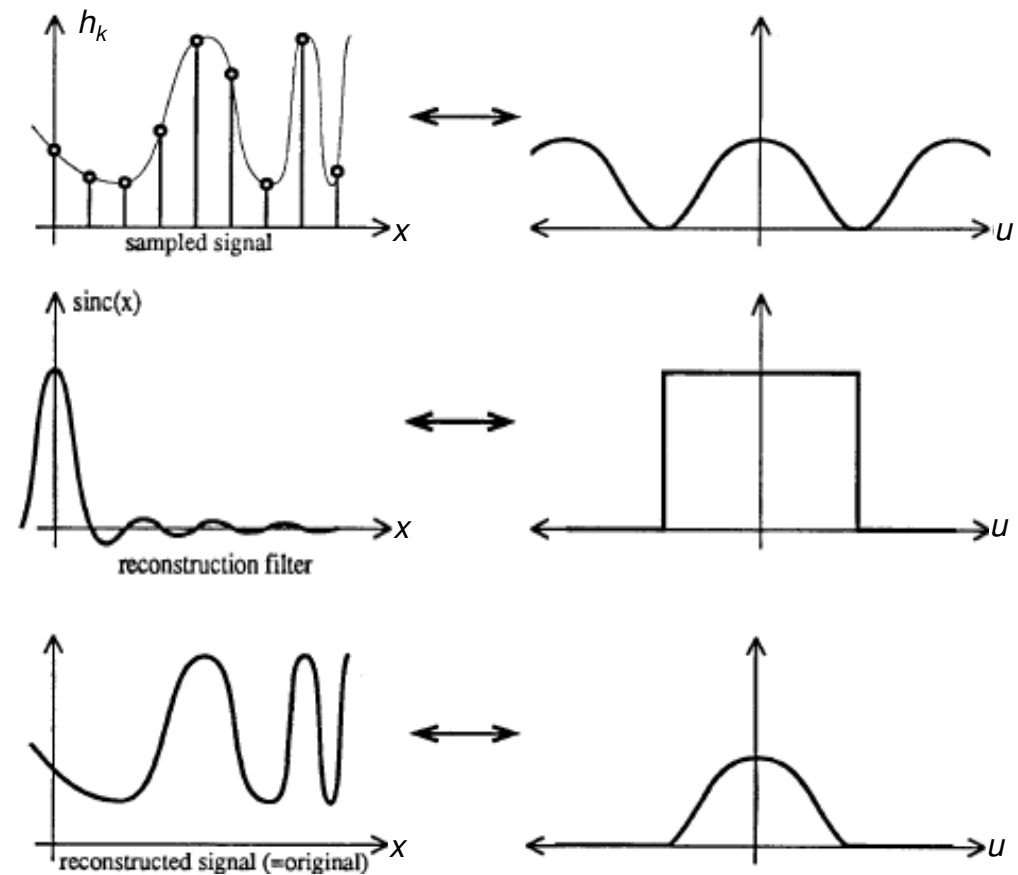 h_k
x
sampled signal
u
sinc(x)
x
reconstruction filter
u
x
reconstructed signal (=original)
u